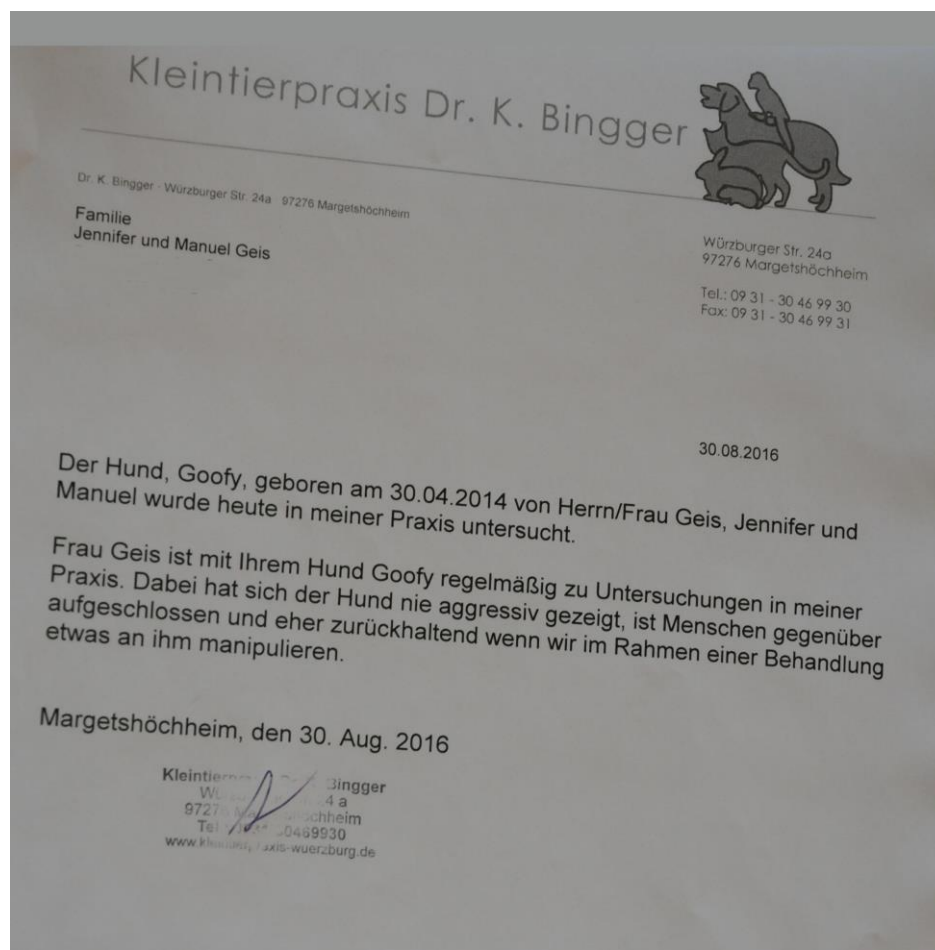 Kleintierpraxis Dr. K. Bingger
Dr. K. Bingger - Würzburger Str. 24a 97276 Margetshöchheim
Familie
Jennifer und Manuel Geis
Würzburger Str. 24a
97276 Margetshöchheim
Tel.: 09 31 - 30 46 99 30
Fax: 09 31 - 30 46 99 31
30.08.2016
Der Hund, Goofy, geboren am 30.04.2014 von Herrn/Frau Geis, Jennifer und
Manuel wurde heute in meiner Praxis untersucht.
Frau Geis ist mit Ihrem Hund Goofy regelmäßig zu Untersuchungen in meiner
Praxis. Dabei hat sich der Hund nie aggressiv gezeigt, ist Menschen gegenüber
aufgeschlossen und eher zurückhaltend wenn wir im Rahmen einer Behandlung
etwas an ihm manipulieren.
Margetshöchheim, den 30. Aug. 2016
Bingger
4 a
Tel